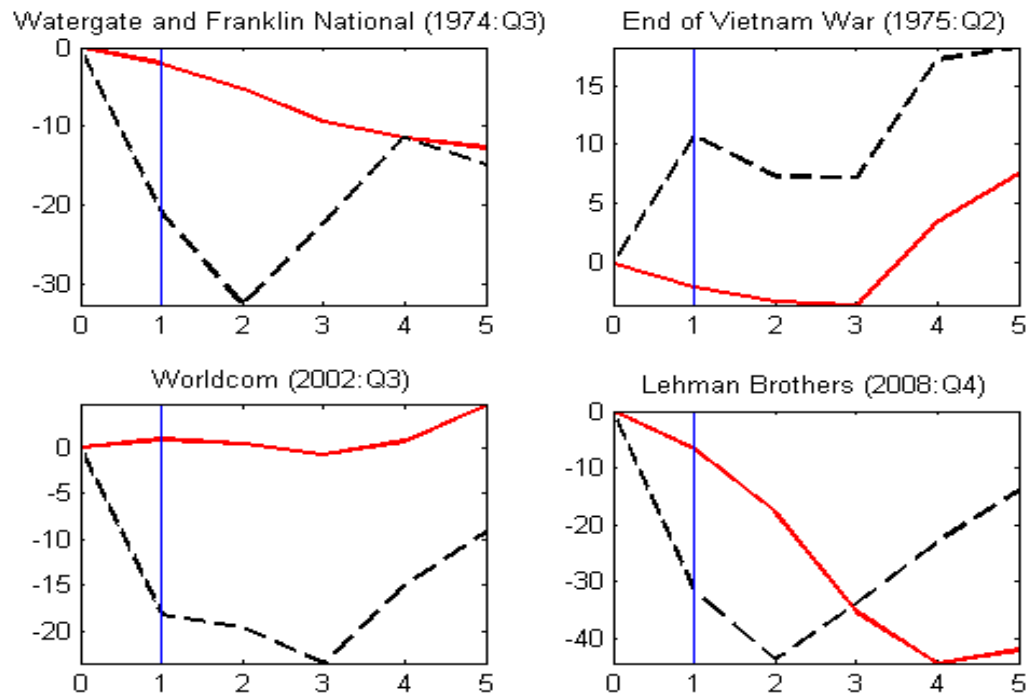 Watergate and Franklin National (1974:Q3)
0
-10
-20
-30
0 1 2 3 4 5
End of Vietnam War (1975:Q2)
15
10
5
0
0 1 2 3 4 5
Worldcom (2002:Q3)
0
-5
-10
-15
-20
0 1 2 3 4 5
Lehman Brothers (2008:Q4)
0
-10
-20
-30
-40
0 1 2 3 4 5